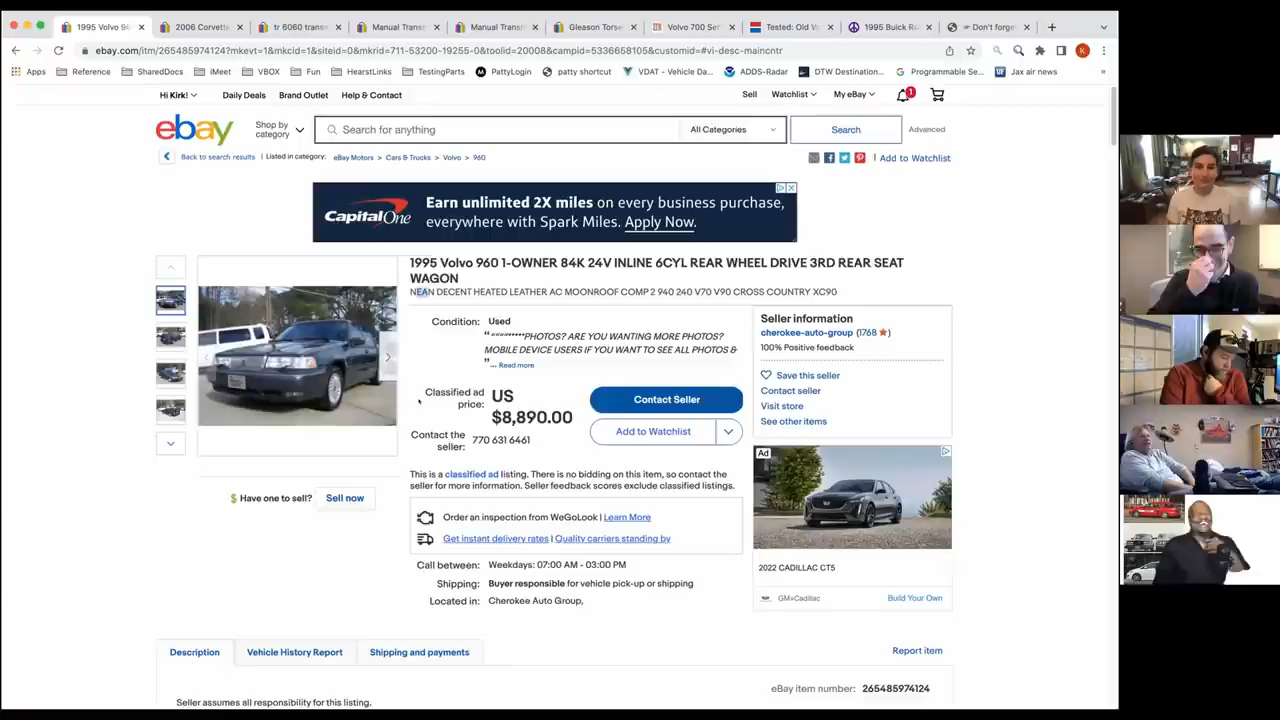 1995 Volvo 96
2006 Corvette
tr 6060 trans
Manual Trans
Manual Trans
Gleason Torse
Volvo 700 Ser
Tested: Old Vo
1995 Buick Ro
Don't forge
ebay.com/itm/265485974124?mkevt=1&mkcid=1&siteid=0&mkrid=711-53200-19255-0&toolid=20008&campid=5336658105&customid=#vi-desc-maincntr
K
Apps
Reference
SharedDocs
iMeet
VBOX
Fun
HearstLinks
TestingParts
PattyLogin
patty shortcut
VDAT - Vehicle Da...
ADDS-Radar
DTW Destination...
Programmable Se...
Jax air news
»
Hi Kirk!
Daily Deals
Brand Outlet
Help & Contact
Sell
Watchlist
My eBay
1
ebay
Shop by
category
Search for anything
All Categories
Search
Advanced
Back to search results
Listed in category:
eBay Motors > Cars & Trucks > Volvo > 960
Add to Watchlist
Capital One
Earn unlimited 2X miles on every business purchase,
everywhere with Spark Miles. Apply Now.
1995 Volvo 960 1-OWNER 84K 24V INLINE 6CYL REAR WHEEL DRIVE 3RD REAR SEAT
WAGON
NEAN DECENT HEATED LEATHER AC MOONROOF COMP 2 940 240 V70 V90 CROSS COUNTRY XC90
Condition: Used
"*********PHOTOS? ARE YOU WANTING MORE PHOTOS?
MOBILE DEVICE USERS IF YOU WANT TO SEE ALL PHOTOS &
"... Read more
Classified ad
price:
US
$8,890.00
Contact Seller
Contact the
seller:
770 631 6461
Add to Watchlist
This is a classified ad listing. There is no bidding on this item, so contact the
seller for more information. Seller feedback scores exclude classified listings.
Order an inspection from WeGoLook | Learn More
Get instant delivery rates | Quality carriers standing by
Call between: Weekdays: 07:00 AM - 03:00 PM
Shipping: Buyer responsible for vehicle pick-up or shipping
Located in: Cherokee Auto Group,
Have one to sell? Sell now
Seller information
cherokee-auto-group (1768)
100% Positive feedback
Save this seller
Contact seller
Visit store
See other items
Ad
2022 CADILLAC CT5
GM+Cadillac
Build Your Own
Description
Vehicle History Report
Shipping and payments
Report item
eBay item number: 265485974124
Seller assumes all responsibility for this listing.